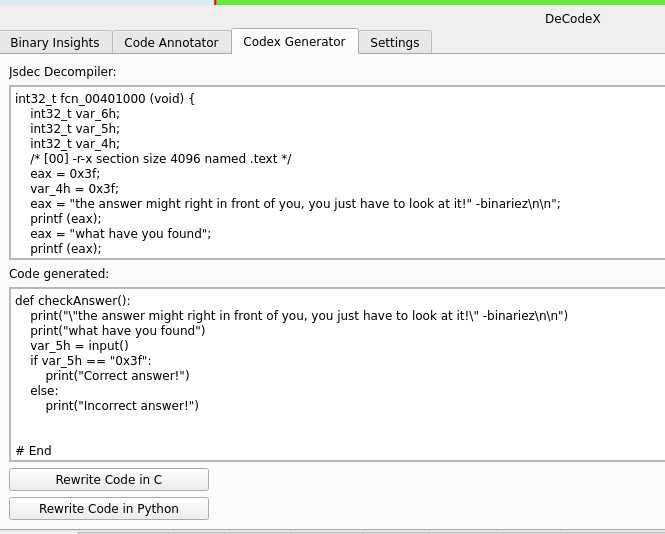 DeCodeX
Binary Insights Code Annotator Codex Generator Settings
Jsdec Decompiler:
int32_t fcn_00401000 (void) {
    int32_t var_6h;
    int32_t var_5h;
    int32_t var_4h;
    /* [00] -r-x section size 4096 named .text */
    eax = 0x3f;
    var_4h = 0x3f;
    eax = "the answer might right in front of you, you just have to look at it!" -binariez\n\n";
    printf (eax);
    eax = "what have you found";
    printf (eax);
Code generated:
def checkAnswer():
    print("\"the answer might right in front of you, you just have to look at it!\" -binariez\n\n")
    print("what have you found")
    var_5h = input()
    if var_5h == "0x3f":
        print("Correct answer!")
    else:
        print("Incorrect answer!")
# End
Rewrite Code in C
Rewrite Code in Python